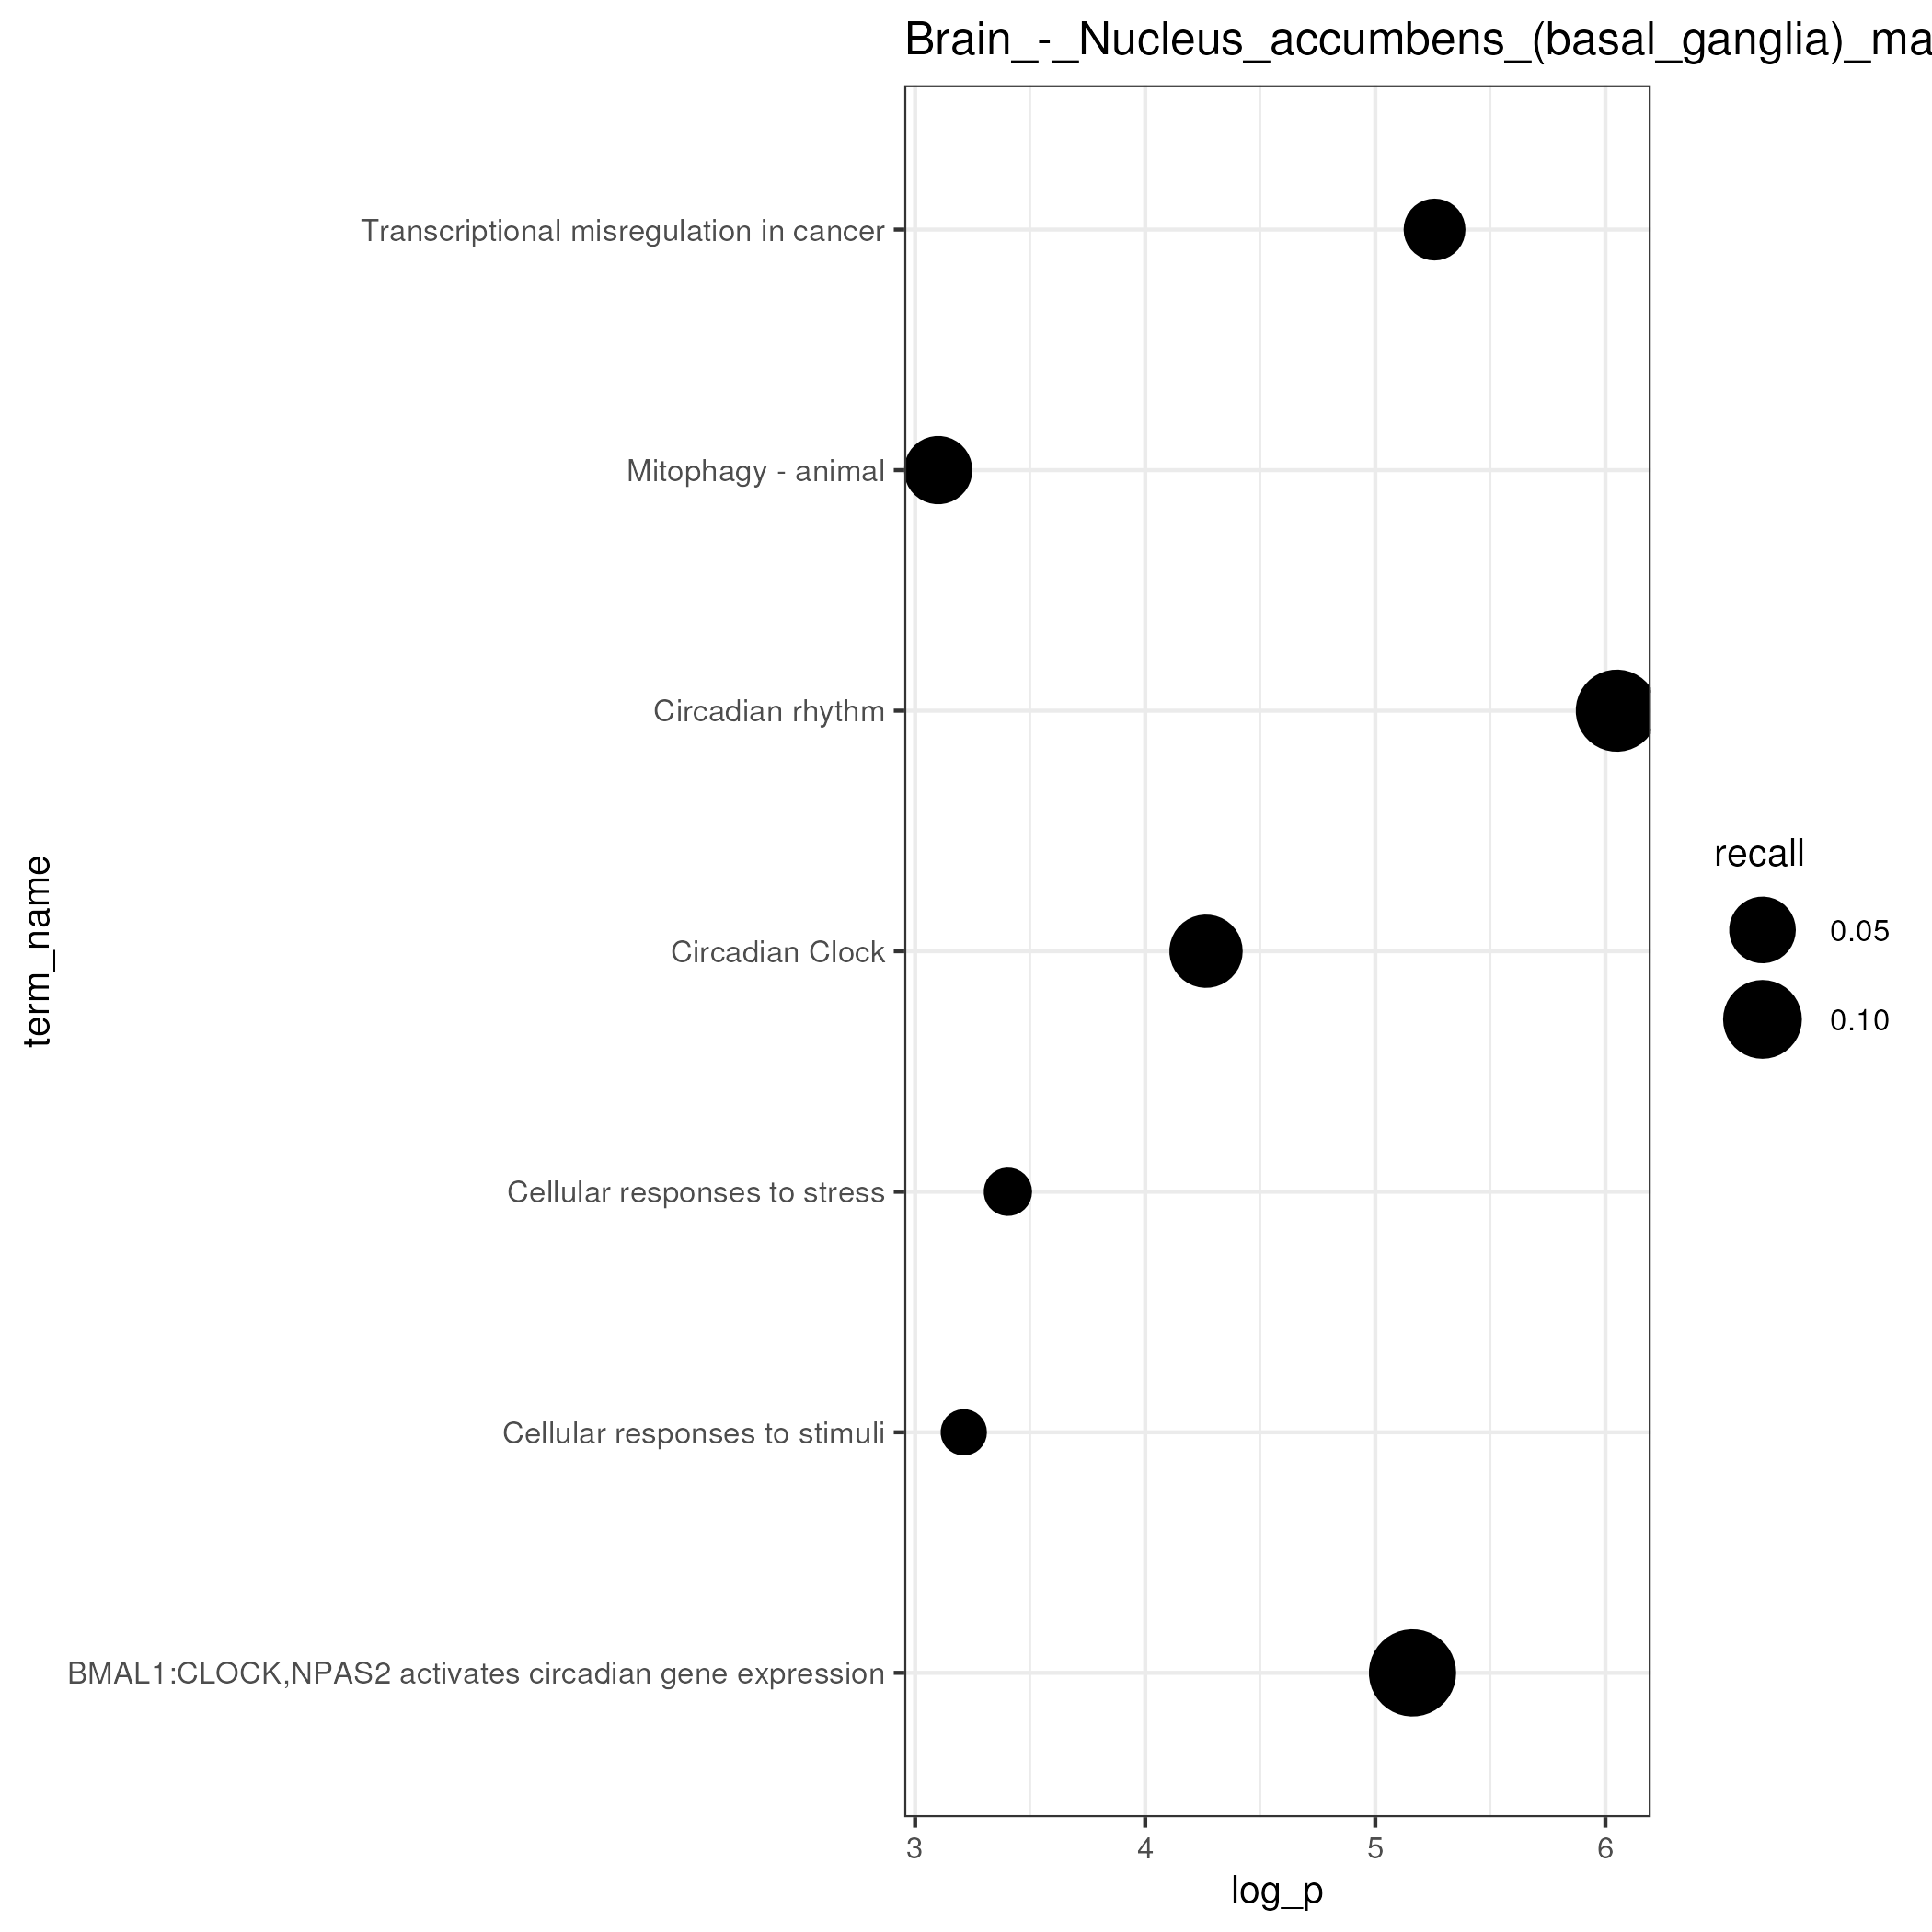 Brain_-_Nucleus_accumbens_(basal_ganglia)_ma
Transcriptional misregulation in cancer
Mitophagy - animal
Circadian rhythm
Circadian Clock
Cellular responses to stress
Cellular responses to stimuli
BMAL1:CLOCK,NPAS2 activates circadian gene expression
term_name
3 4 5 6
log_p
recall
0.05
0.10